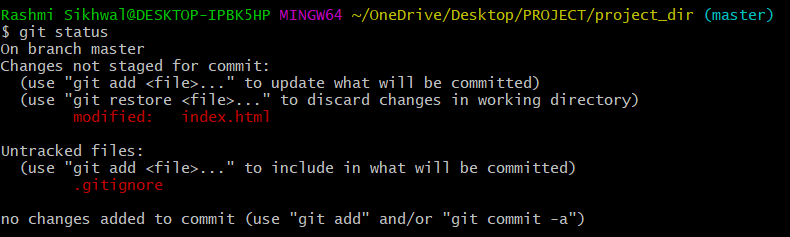 Rashmi Sikhwal@DESKTOP-IPBK5HP MINGW64 ~/OneDrive/Desktop/PROJECT/project_dir (master)
$ git status
On branch master
Changes not staged for commit:
  (use "git add <file>..." to update what will be committed)
  (use "git restore <file>..." to discard changes in working directory)
        modified:   index.html

Untracked files:
  (use "git add <file>..." to include in what will be committed)
        .gitignore

no changes added to commit (use "git add" and/or "git commit -a")